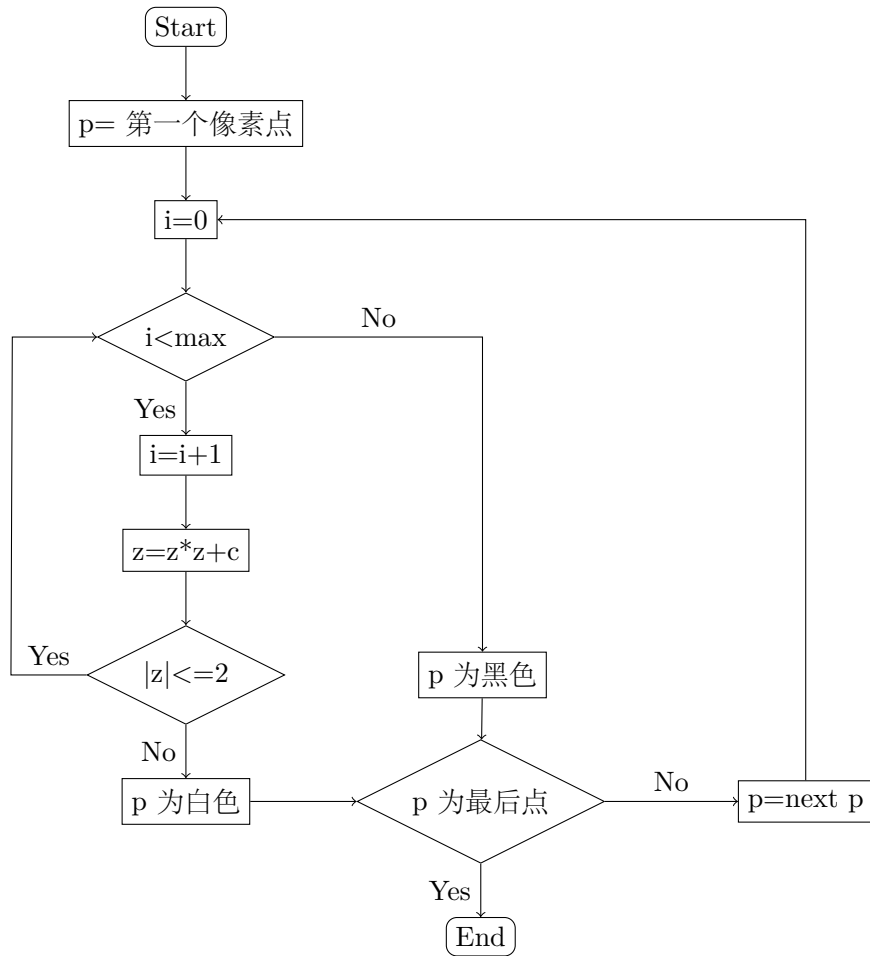 Start
p= 第一个像素点
i=0
i<max
No
Yes
i=i+1
z=z*z+c
|z|<=2
Yes
p 为黑色
No
p 为白色
p 为最后点
No
p=next p
Yes
End